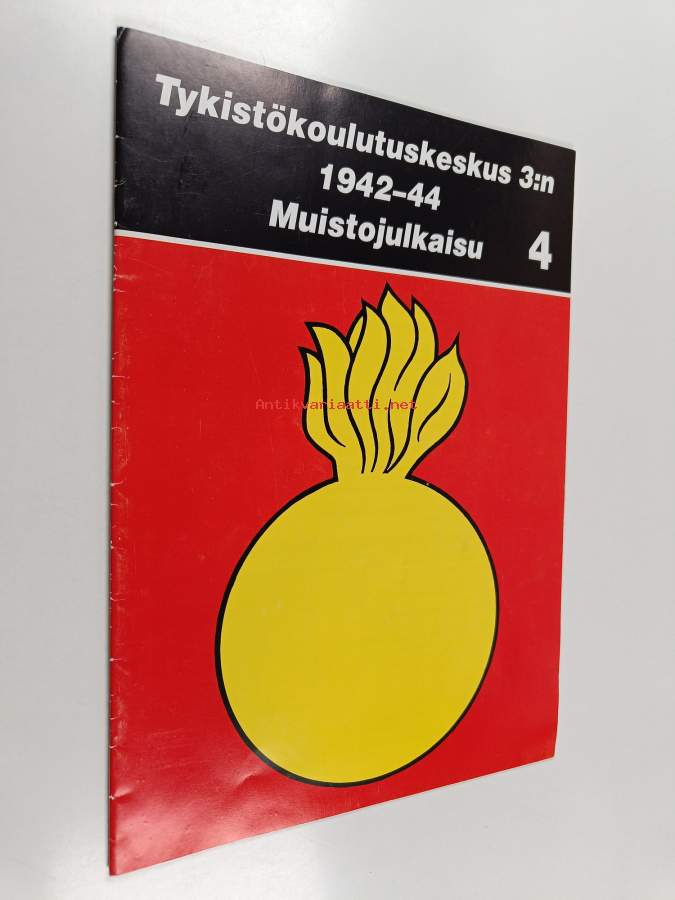 Tykistökoulutuskeskus 3:n
1942–44
Muistojulkaisu 4
Antikvariaatti.net